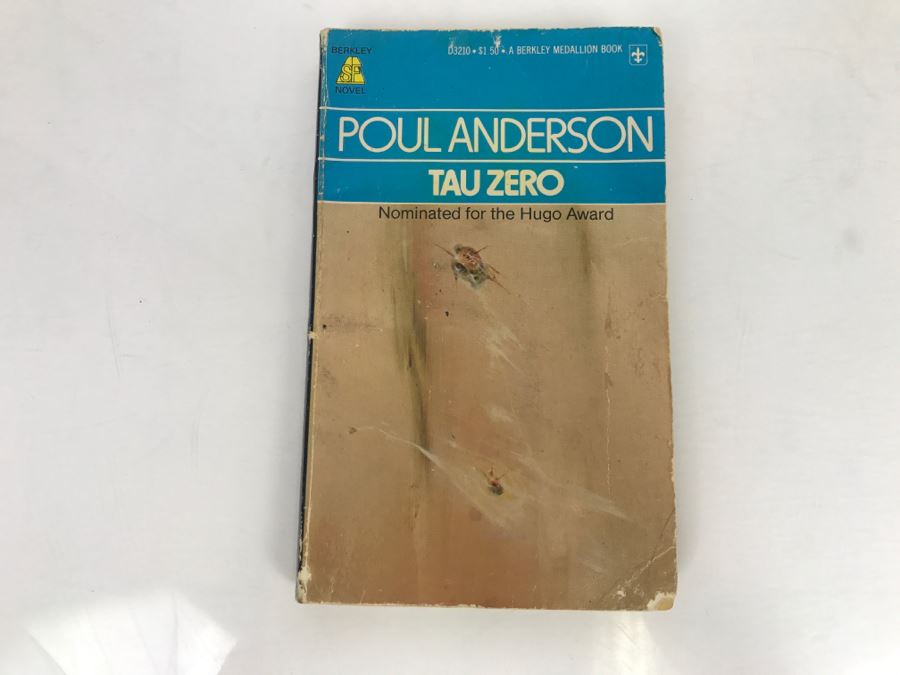 BERKLEY
SF
NOVEL
D3210 • $1.50 • A BERKLEY MEDALLION BOOK
POUL ANDERSON
TAU ZERO
Nominated for the Hugo Award